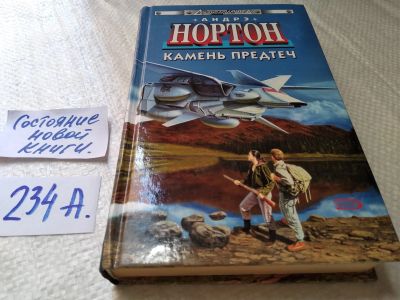 АНДРЭ
НОРТОН
КАМЕНЬ ПРЕДТЕЧ
Состояние
новой
книги.
234 А.